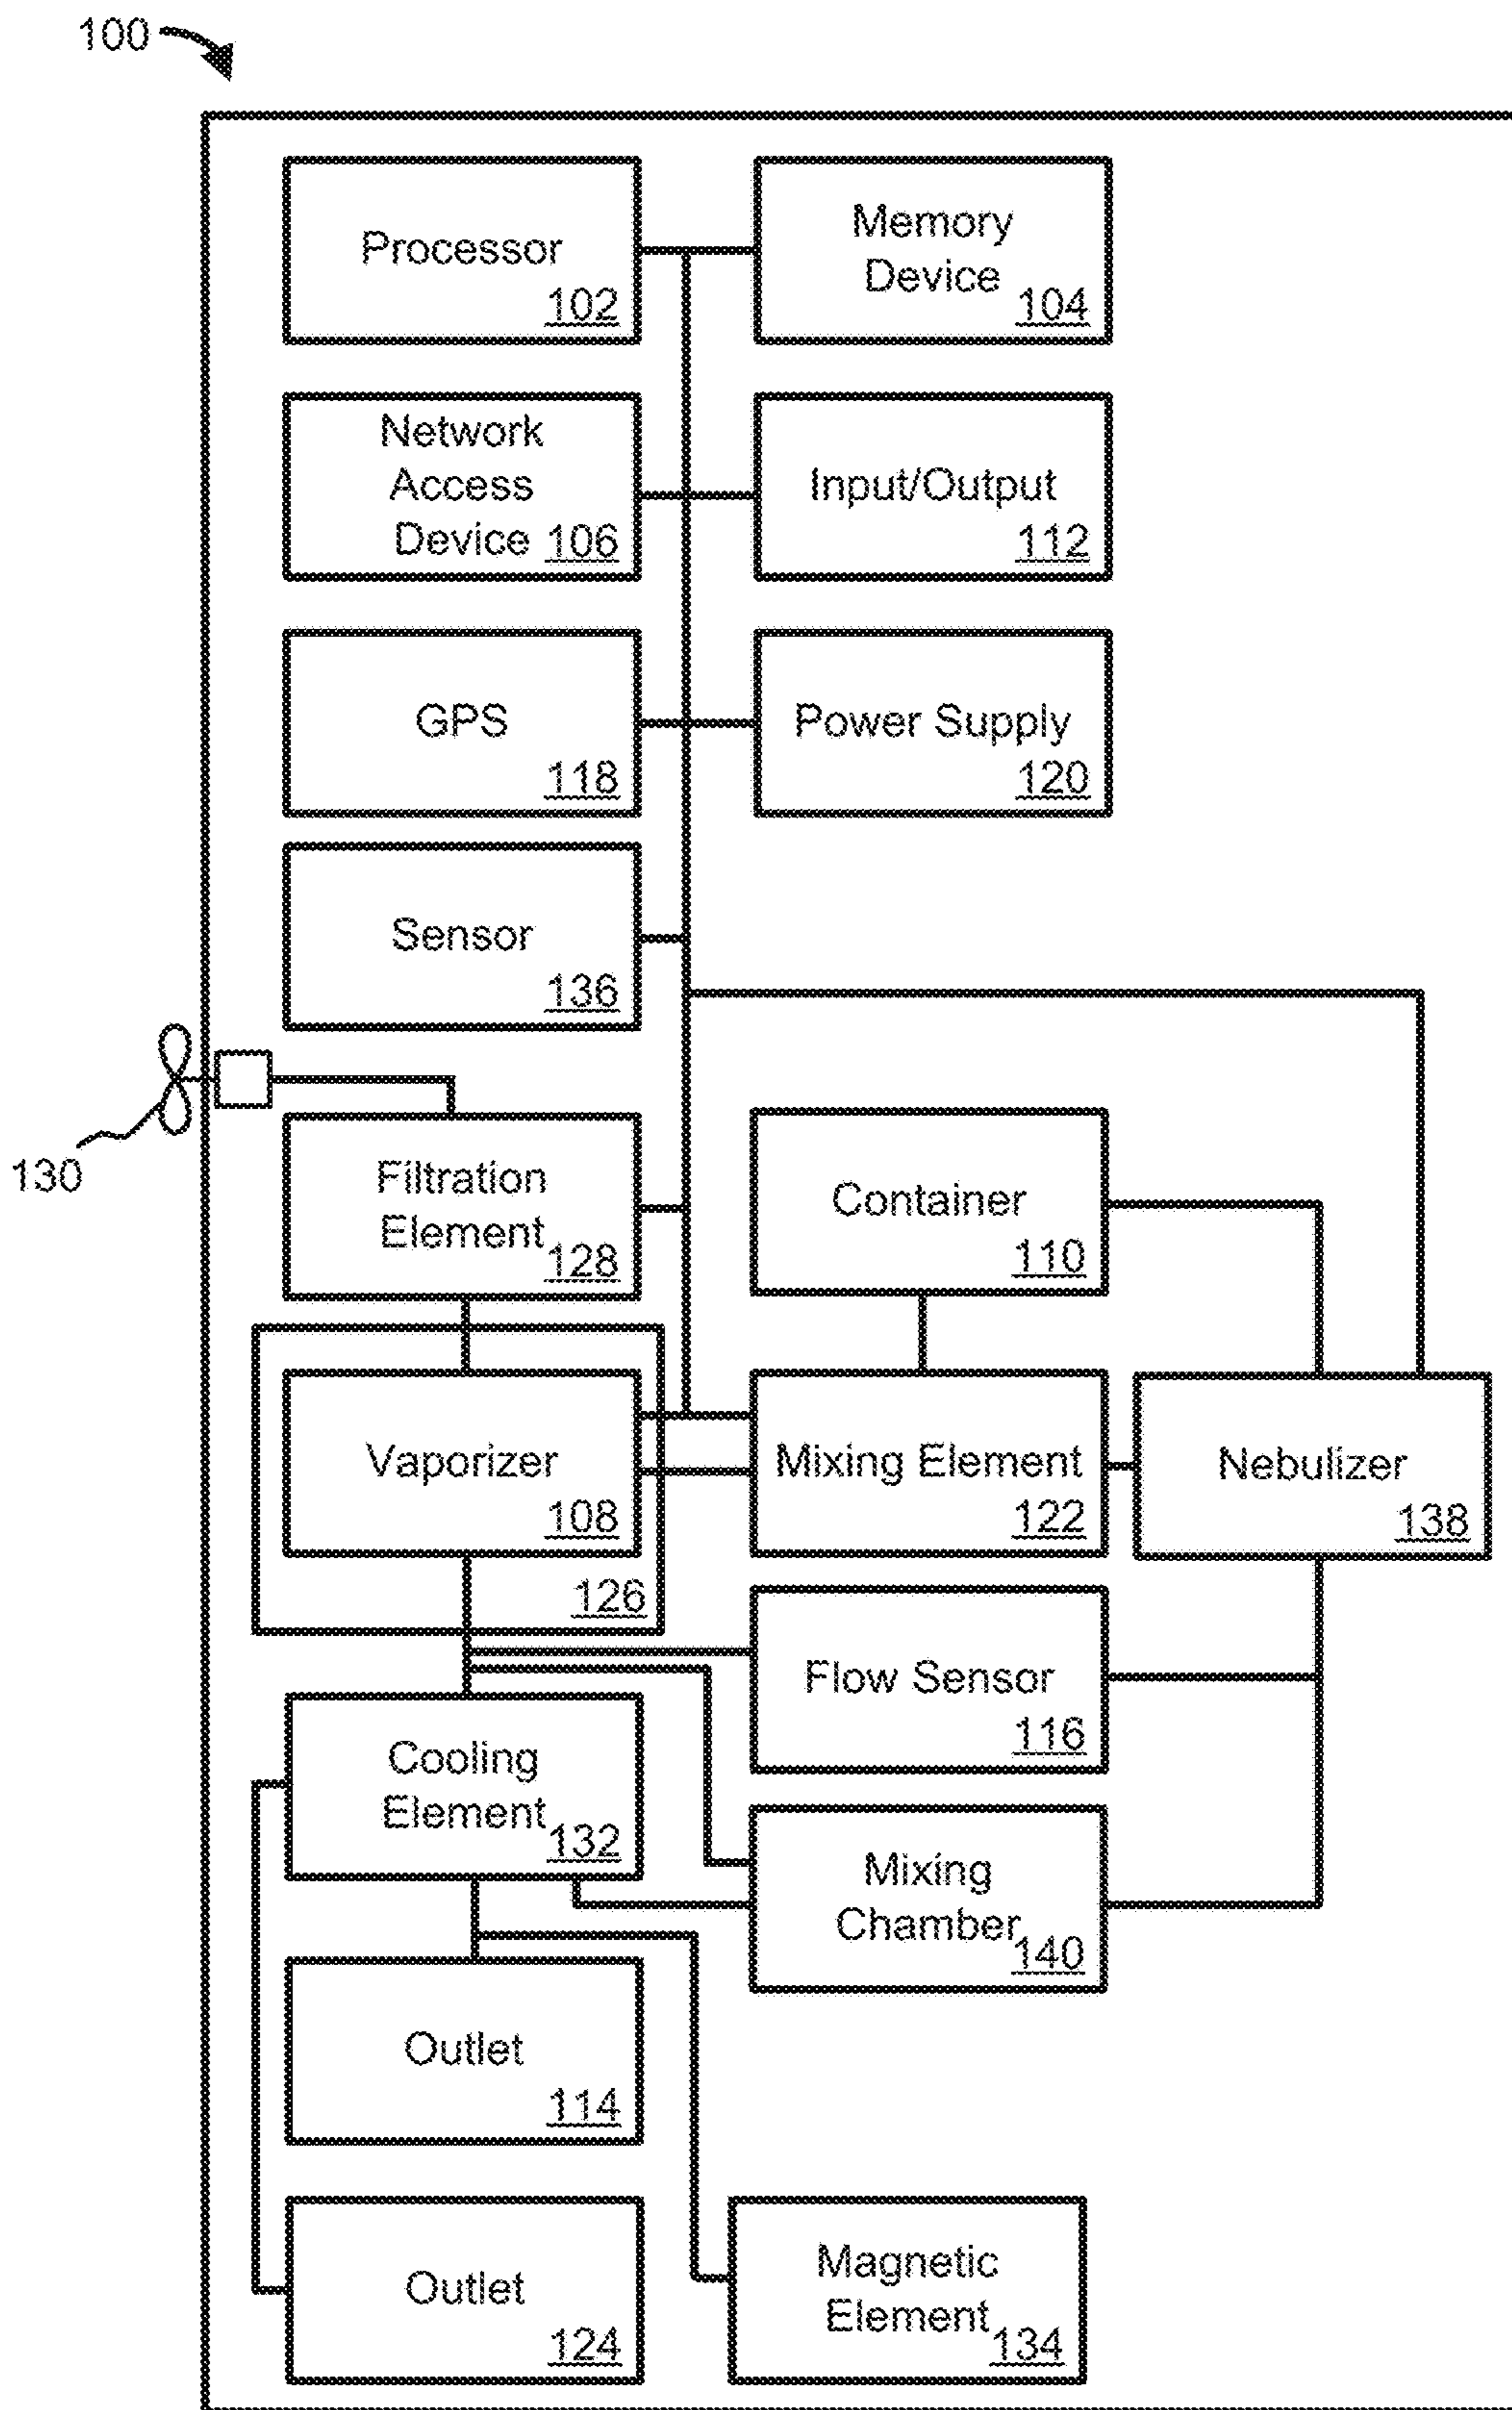 100
Processor
102
Memory
Device
104
Network
Access
Device 106
Input/Output
112
GPS
118
Power Supply
120
Sensor
136
130
Filtration
Element
128
Container
110
Vaporizer
108
126
Mixing Element
122
Nebulizer
138
Flow Sensor
116
Cooling
Element
132
Mixing
Chamber
140
Outlet
114
Outlet
124
Magnetic
Element
134